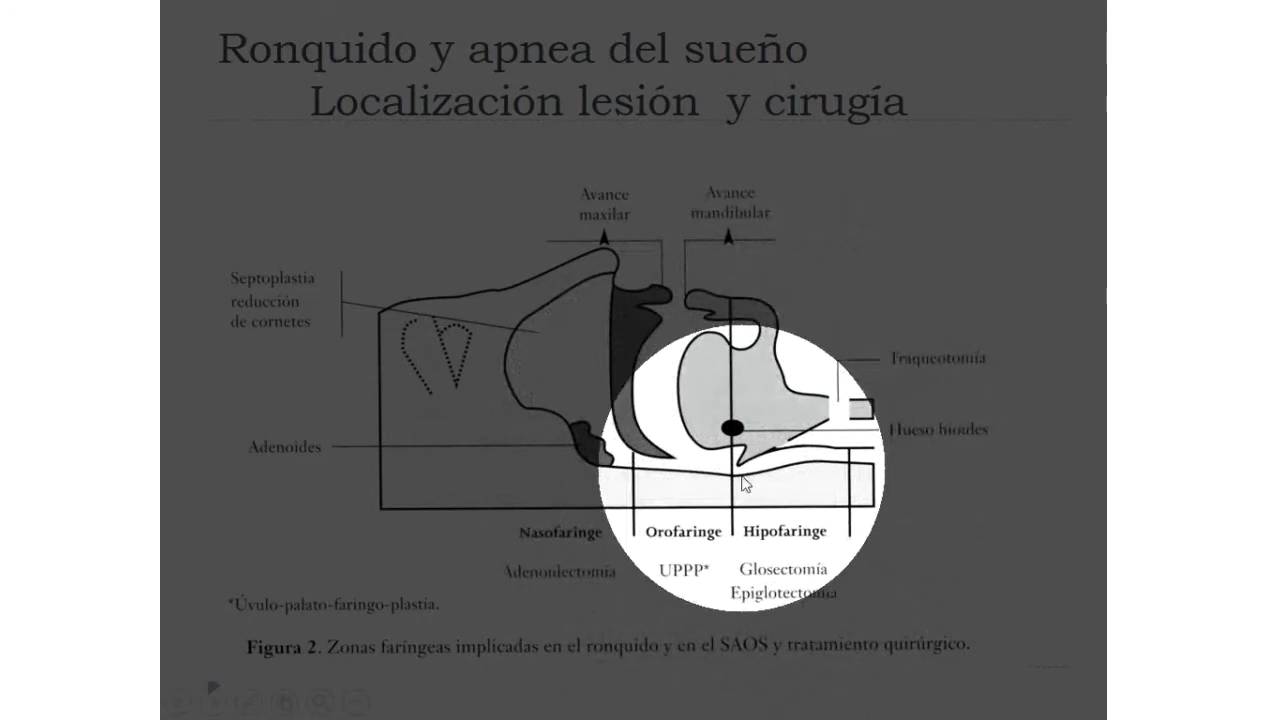 Ronquido y apnea del sueño
Localización lesión y cirugía
Avance
maxilar
Avance
mandibular
Septoplastia
reducción
de cornetes
Traqueotomía
Hueso hiordes
Adenoides
Nasofaringe
Orofaringe
Hipofaringe
Adenoidectomía
UPPP*
Glosectomía
Epiglotectomía
*Úvulo-palato-faringo-plastia.
Figura 2. Zonas faríngeas implicadas en el ronquido y en el SAOS y tratamiento quirúrgico.